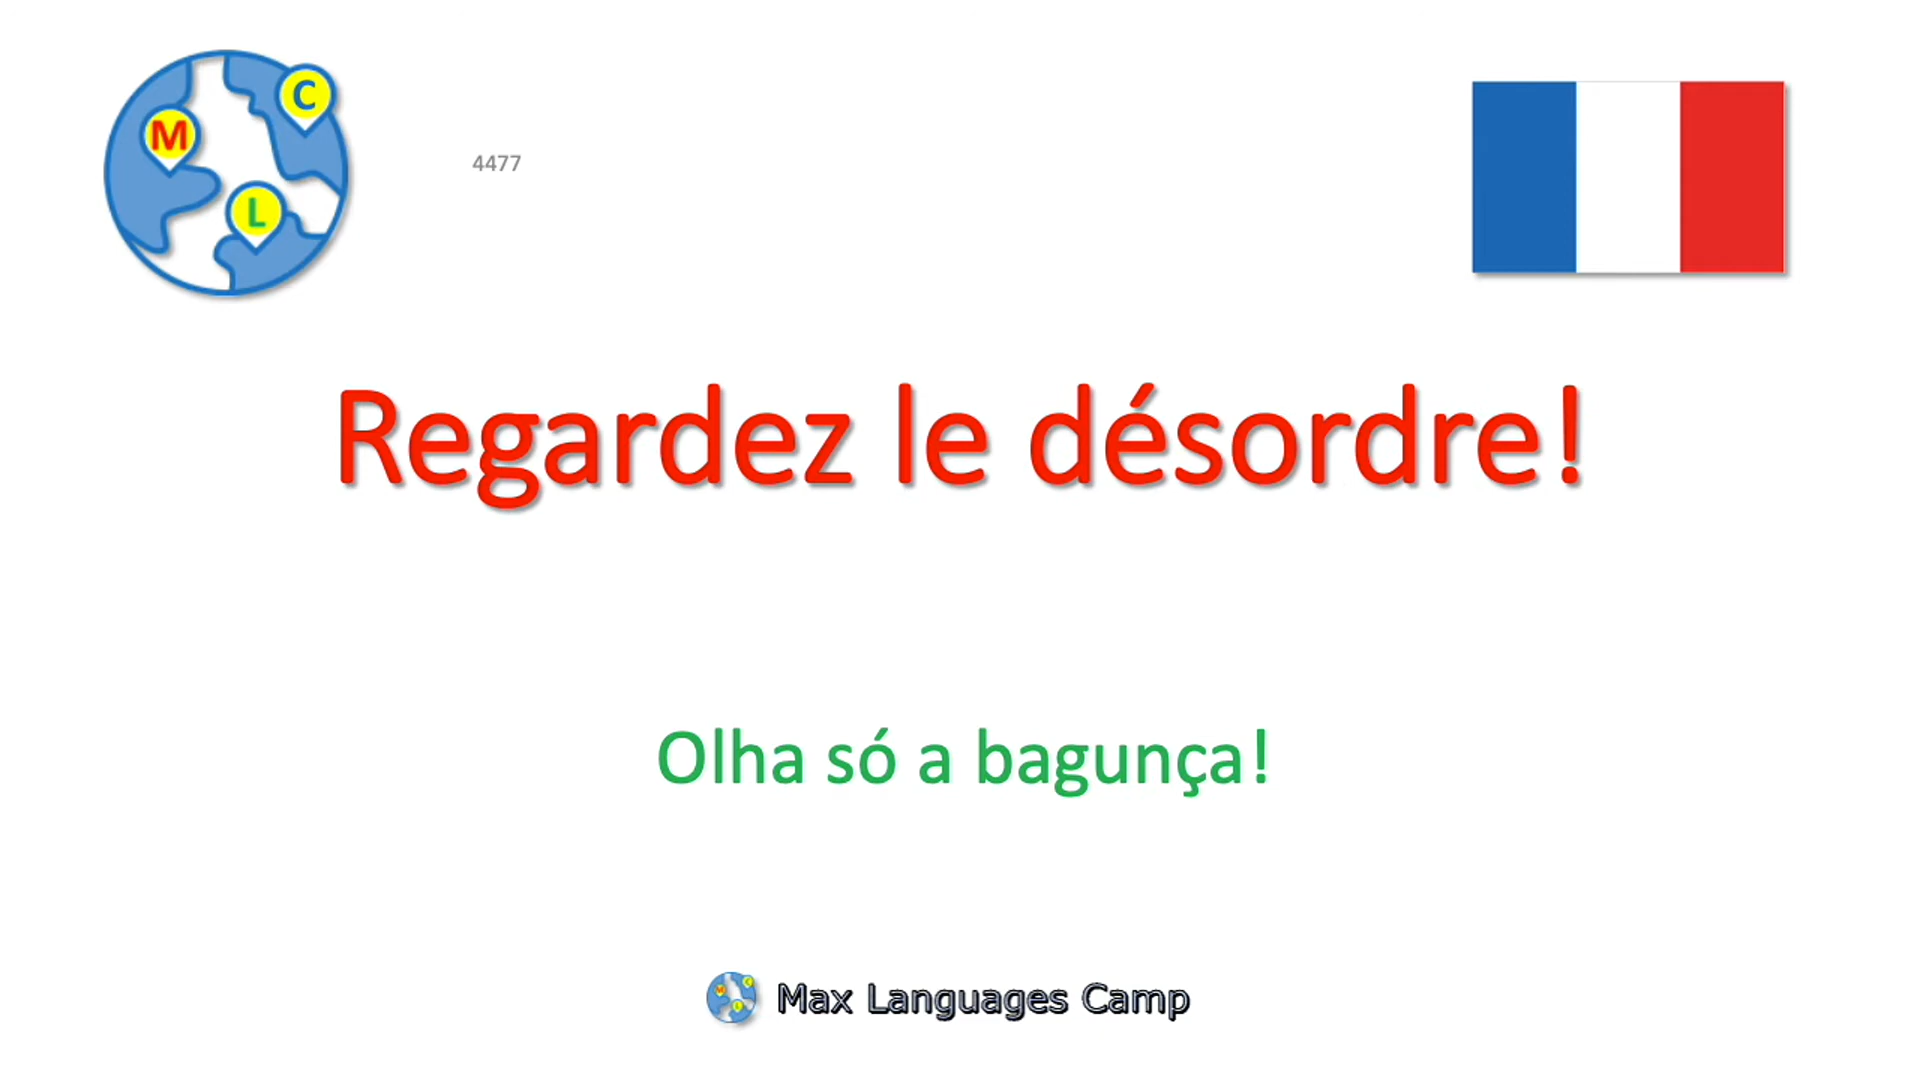 M
C
L
4477
Regardez le désordre!
Olha só a bagunça!
Max Languages Camp